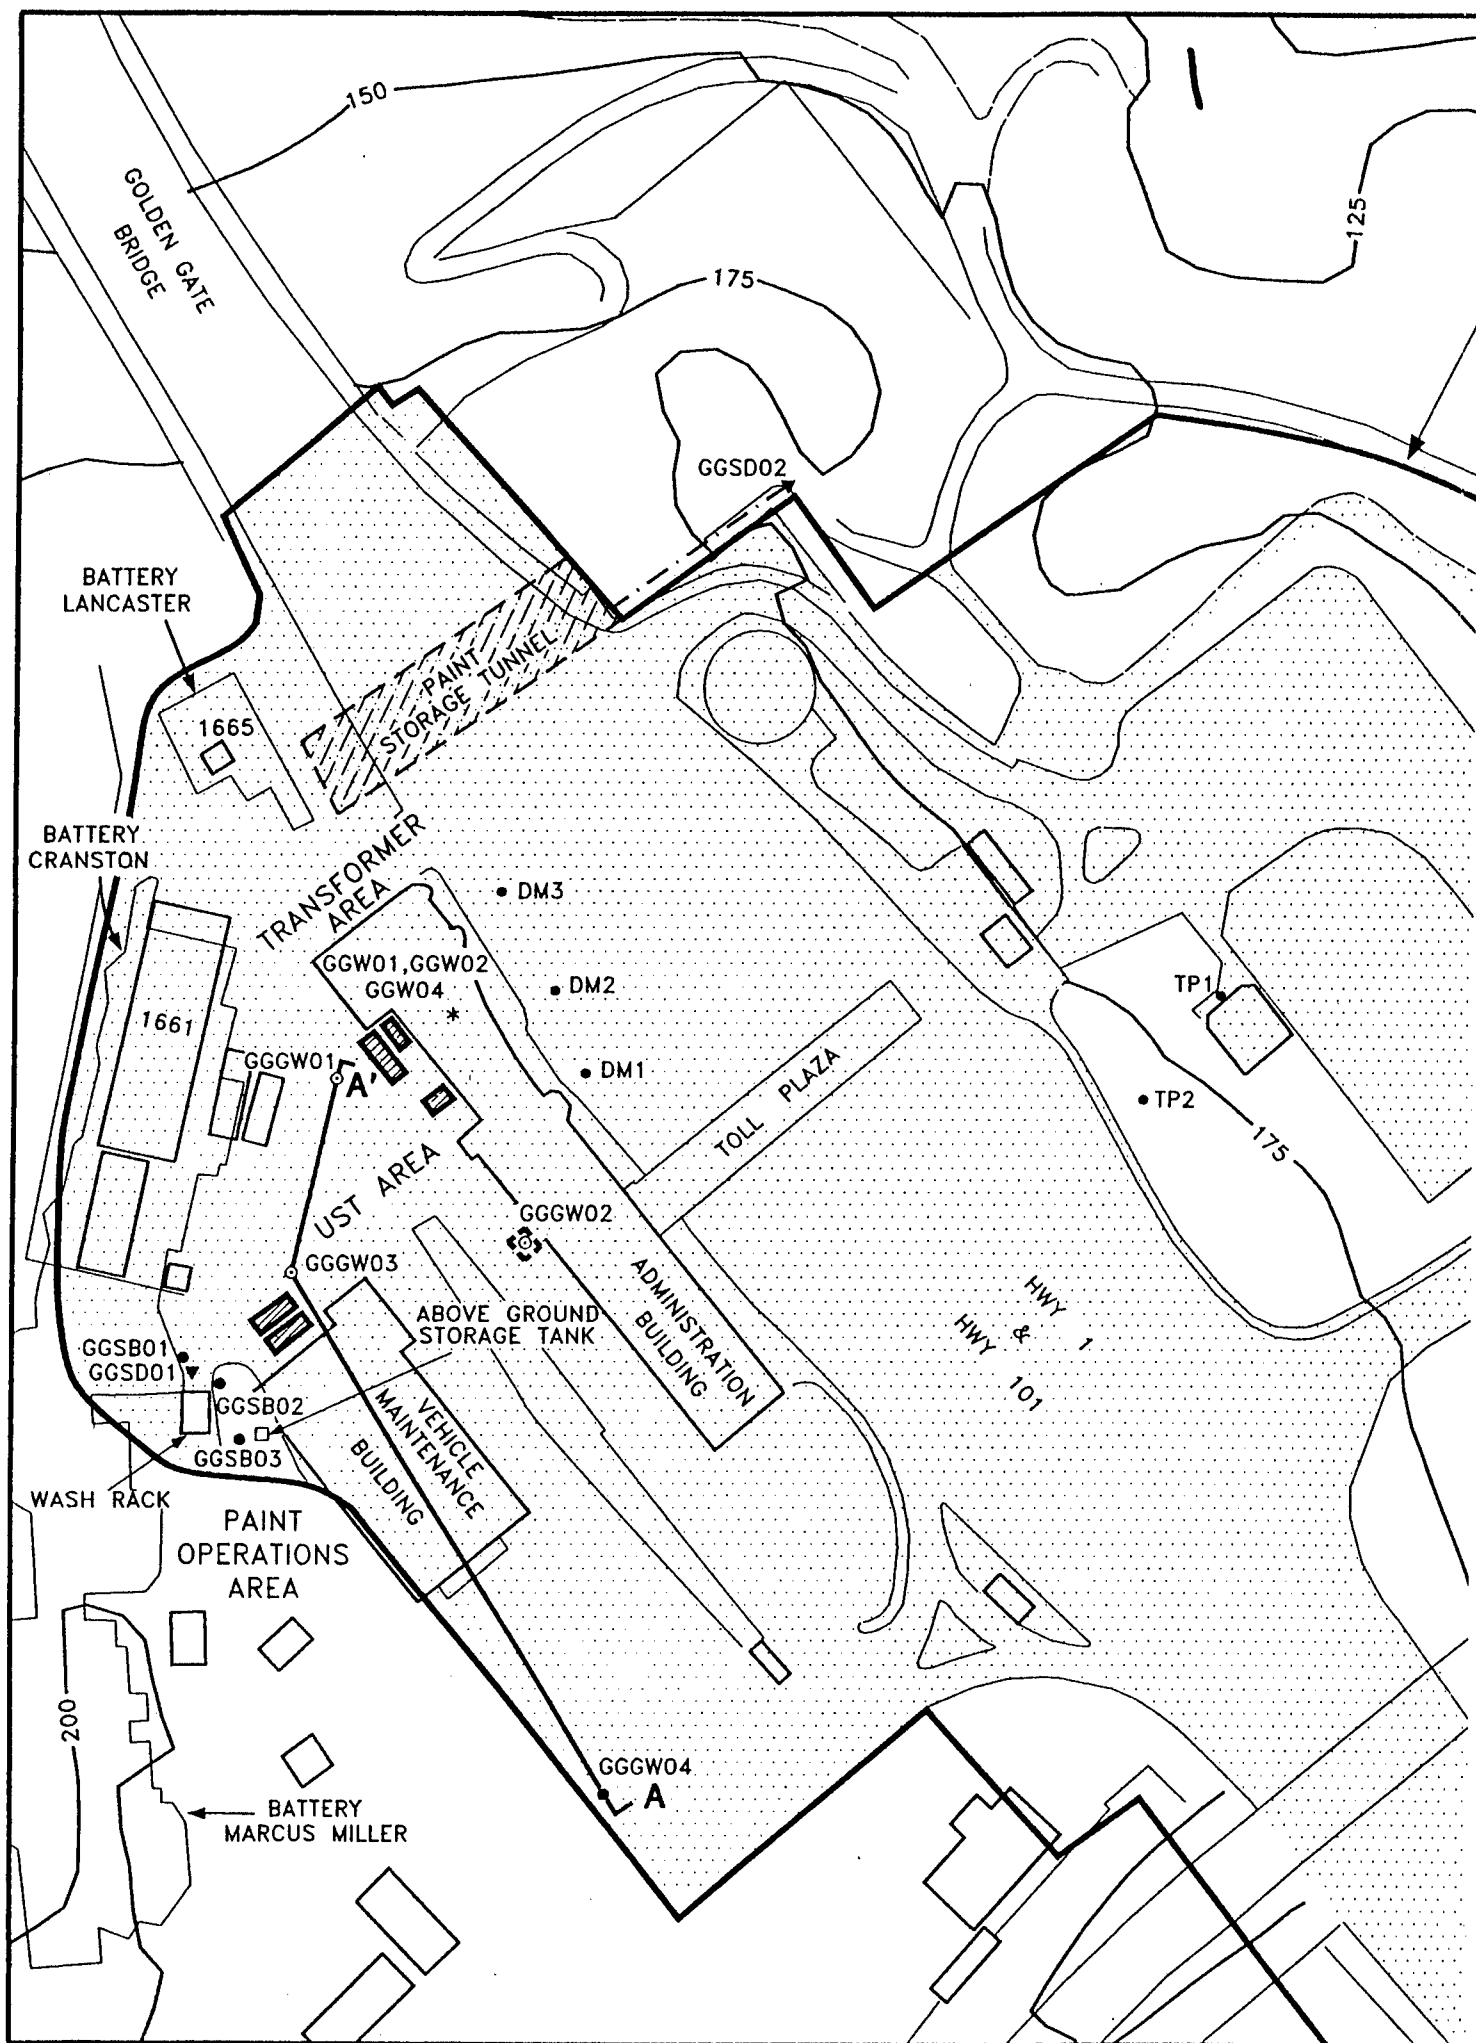 150
GOLDEN GATE
BRIDGE
125
175
GGSD02
BATTERY
LANCASTER
PAINT
STORAGE TUNNEL
1665
BATTERY
CRANSTON
TRANSFORMER
AREA
DM3
GGW01,GGW02
GGW04
*
DM2
TP1
1661
GGGW01
A'
DM1
TOLL PLAZA
TP2
175
UST AREA
GGGW02
GGGW03
ADMINISTRATION
BUILDING
ABOVE GROUND
STORAGE TANK
HWY 1
&
HWY 101
GGSB01
GGSD01
GGSB02
GGSB03
VEHICLE
MAINTENANCE
BUILDING
WASH RACK
PAINT
OPERATIONS
AREA
200
GGGW04
A
BATTERY
MARCUS MILLER